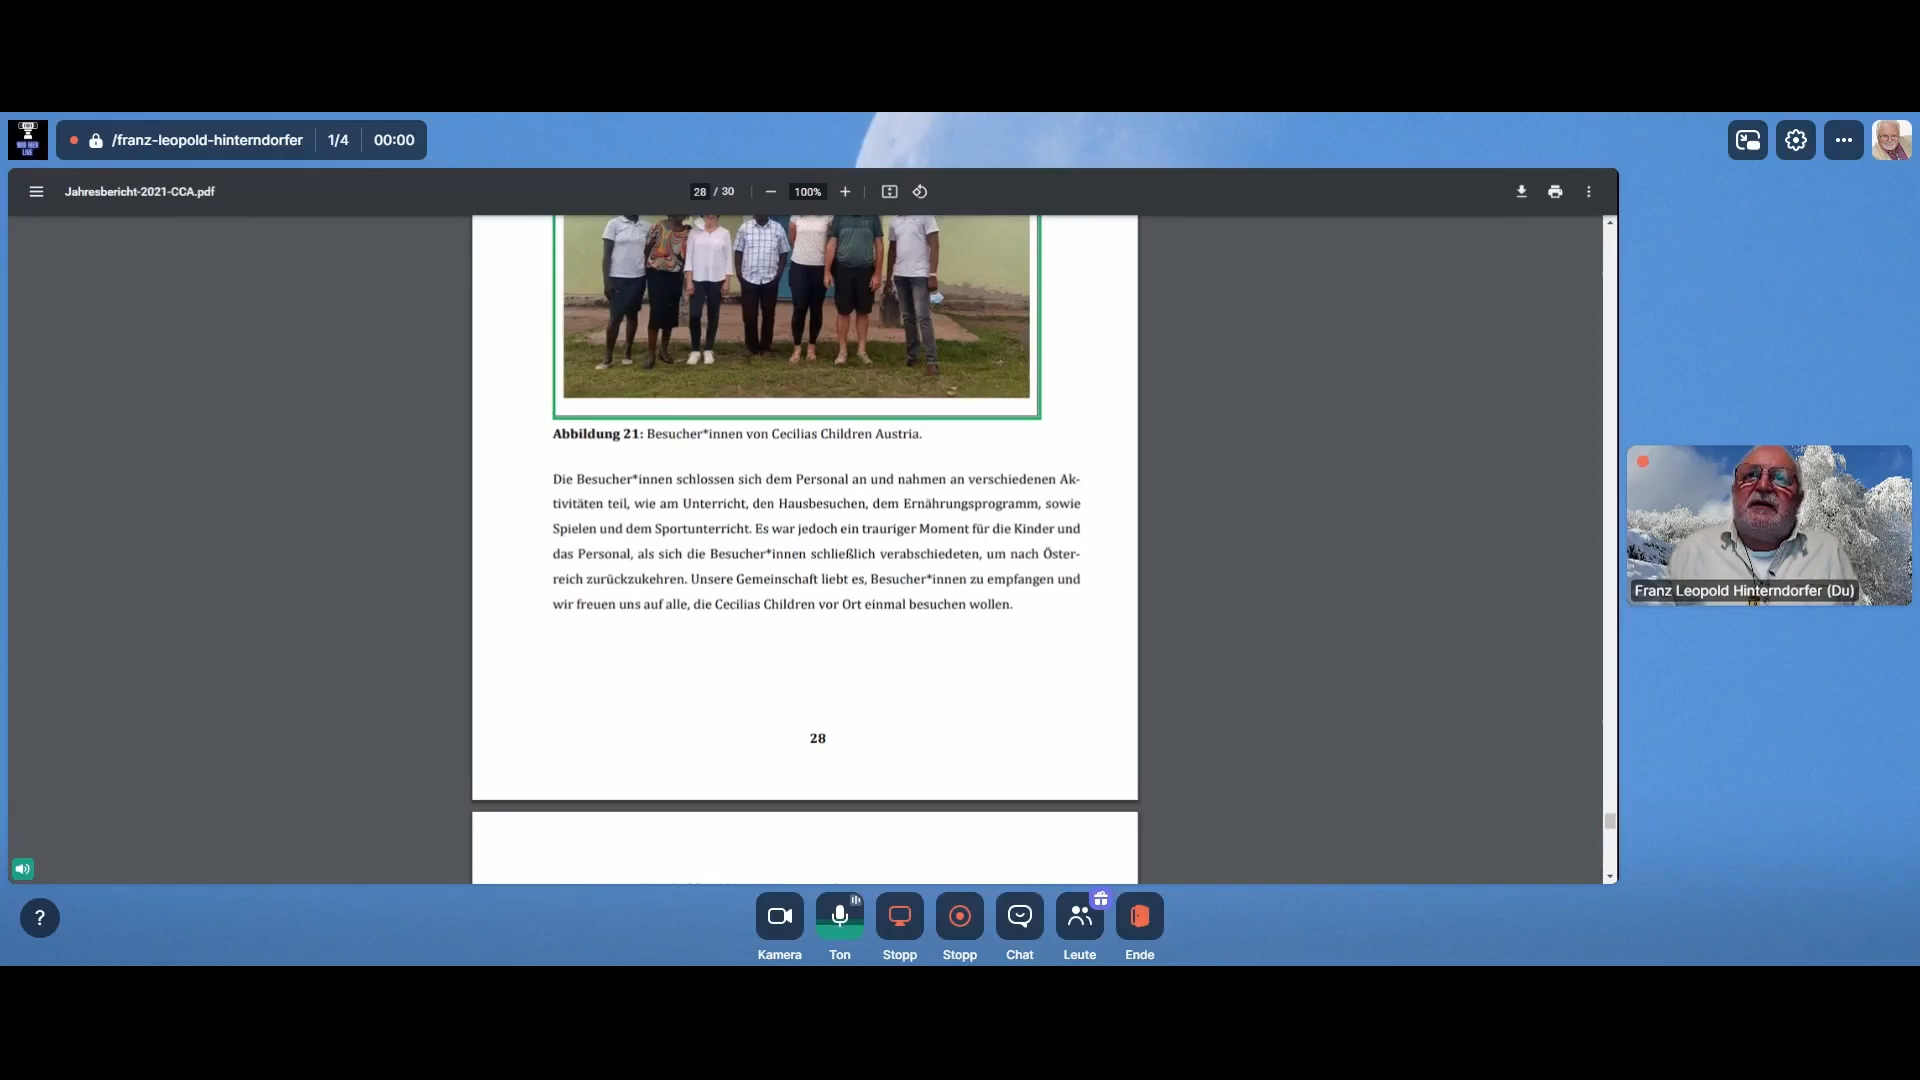 /franz-leopold-hinterndorfer 1/4 00:00
Jahresbericht-2021-CCA.pdf 28 / 30 100%
Abbildung 21: Besucher*innen von Cecilias Children Austria.
Die Besucher*innen schlossen sich dem Personal an und nahmen an verschiedenen Ak-
tivitäten teil, wie am Unterricht, den Hausbesuchen, dem Ernährungsprogramm, sowie
Spielen und dem Sportunterricht. Es war jedoch ein trauriger Moment für die Kinder und
das Personal, als sich die Besucher*innen schließlich verabschiedeten, um nach Öster-
reich zurückzukehren. Unsere Gemeinschaft liebt es, Besucher*innen zu empfangen und
wir freuen uns auf alle, die Cecilias Children vor Ort einmal besuchen wollen.
28
Franz Leopold Hinterndorfer (Du)
?
Kamera Ton Stopp Stopp Chat Leute Ende